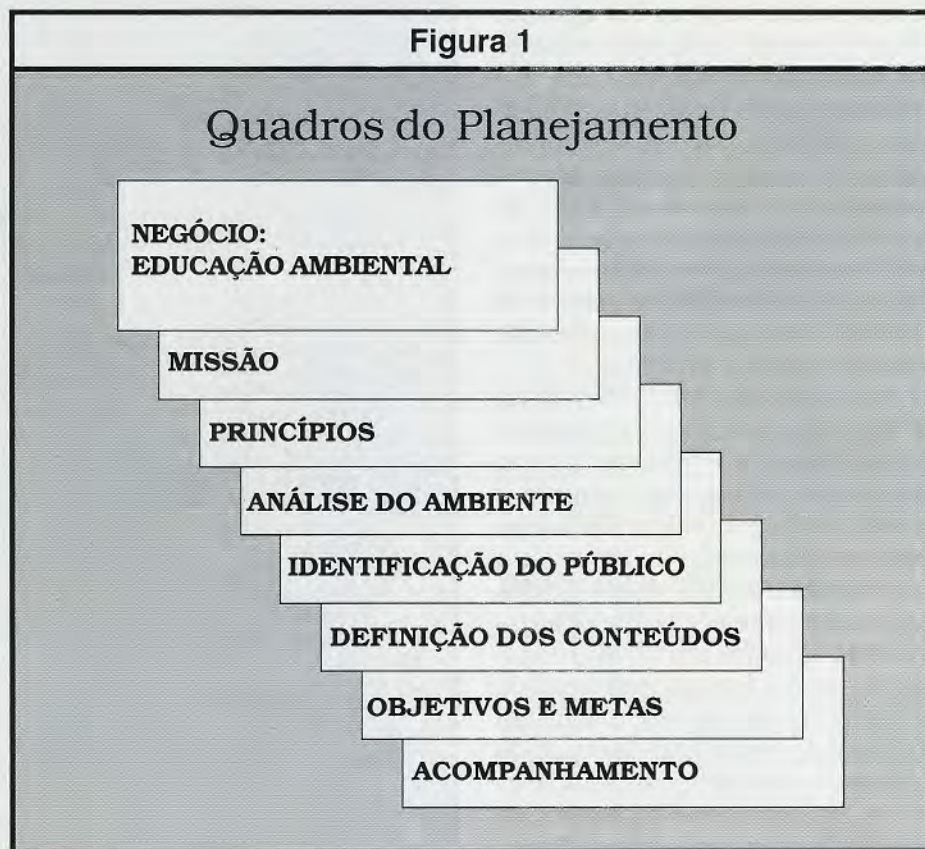 Figura 1
Quadros do Planejamento
NEGÓCIO:
EDUCAÇÃO AMBIENTAL
MISSÃO
PRINCÍPIOS
ANÁLISE DO AMBIENTE
IDENTIFICAÇÃO DO PÚBLICO
DEFINIÇÃO DOS CONTEÚDOS
OBJETIVOS E METAS
ACOMPANHAMENTO